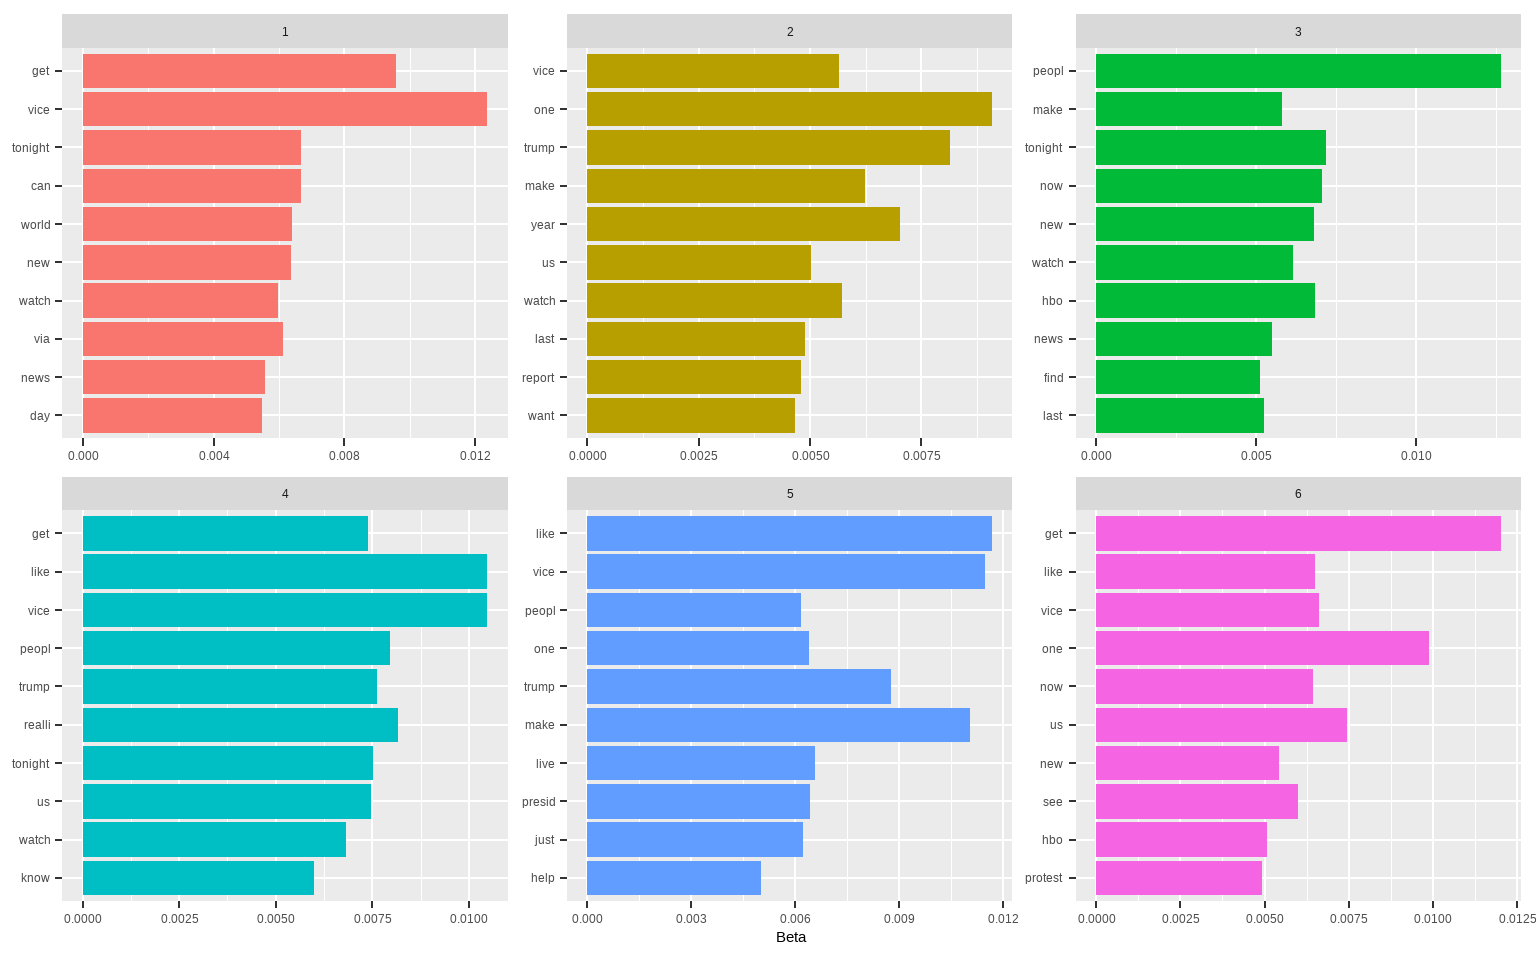 1
get
vice
tonight
can
world
new
watch
via
news
day
0.000 0.004 0.008 0.012
2
vice
one
trump
make
year
us
watch
last
report
want
0.0000 0.0025 0.0050 0.0075
3
peopl
make
tonight
now
new
watch
hbo
news
find
last
0.000 0.005 0.010
4
get
like
vice
peopl
trump
realli
tonight
us
watch
know
0.0000 0.0025 0.0050 0.0075 0.0100
5
like
vice
peopl
one
trump
make
live
presid
just
help
0.000 0.003 0.006 0.009 0.012
6
get
like
vice
one
now
us
new
see
hbo
protest
0.0000 0.0025 0.0050 0.0075 0.0100 0.0125
Beta